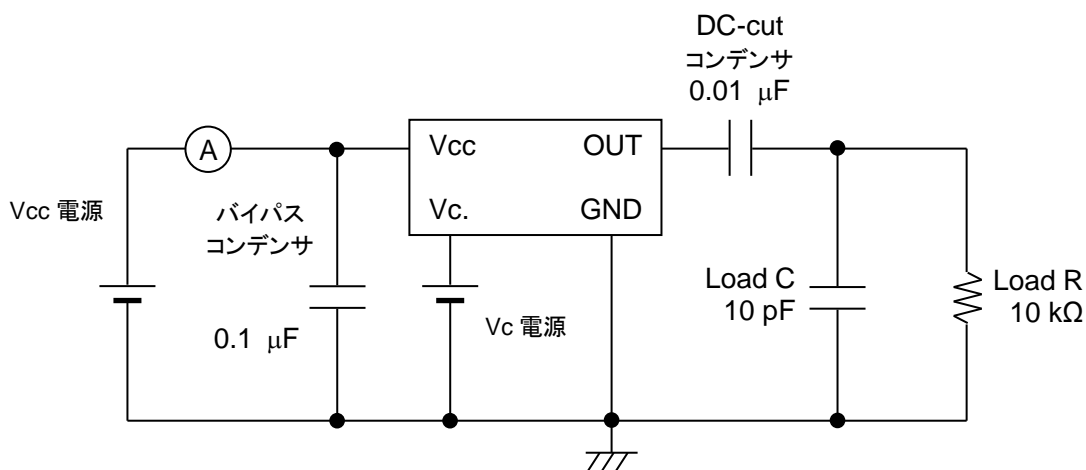 DC-cut
コンデンサ
0.01 μF
A
Vcc
OUT
Vc.
GND
Vcc 電源
バイパス
コンデンサ
0.1 μF
Vc 電源
Load C
10 pF
Load R
10 kΩ